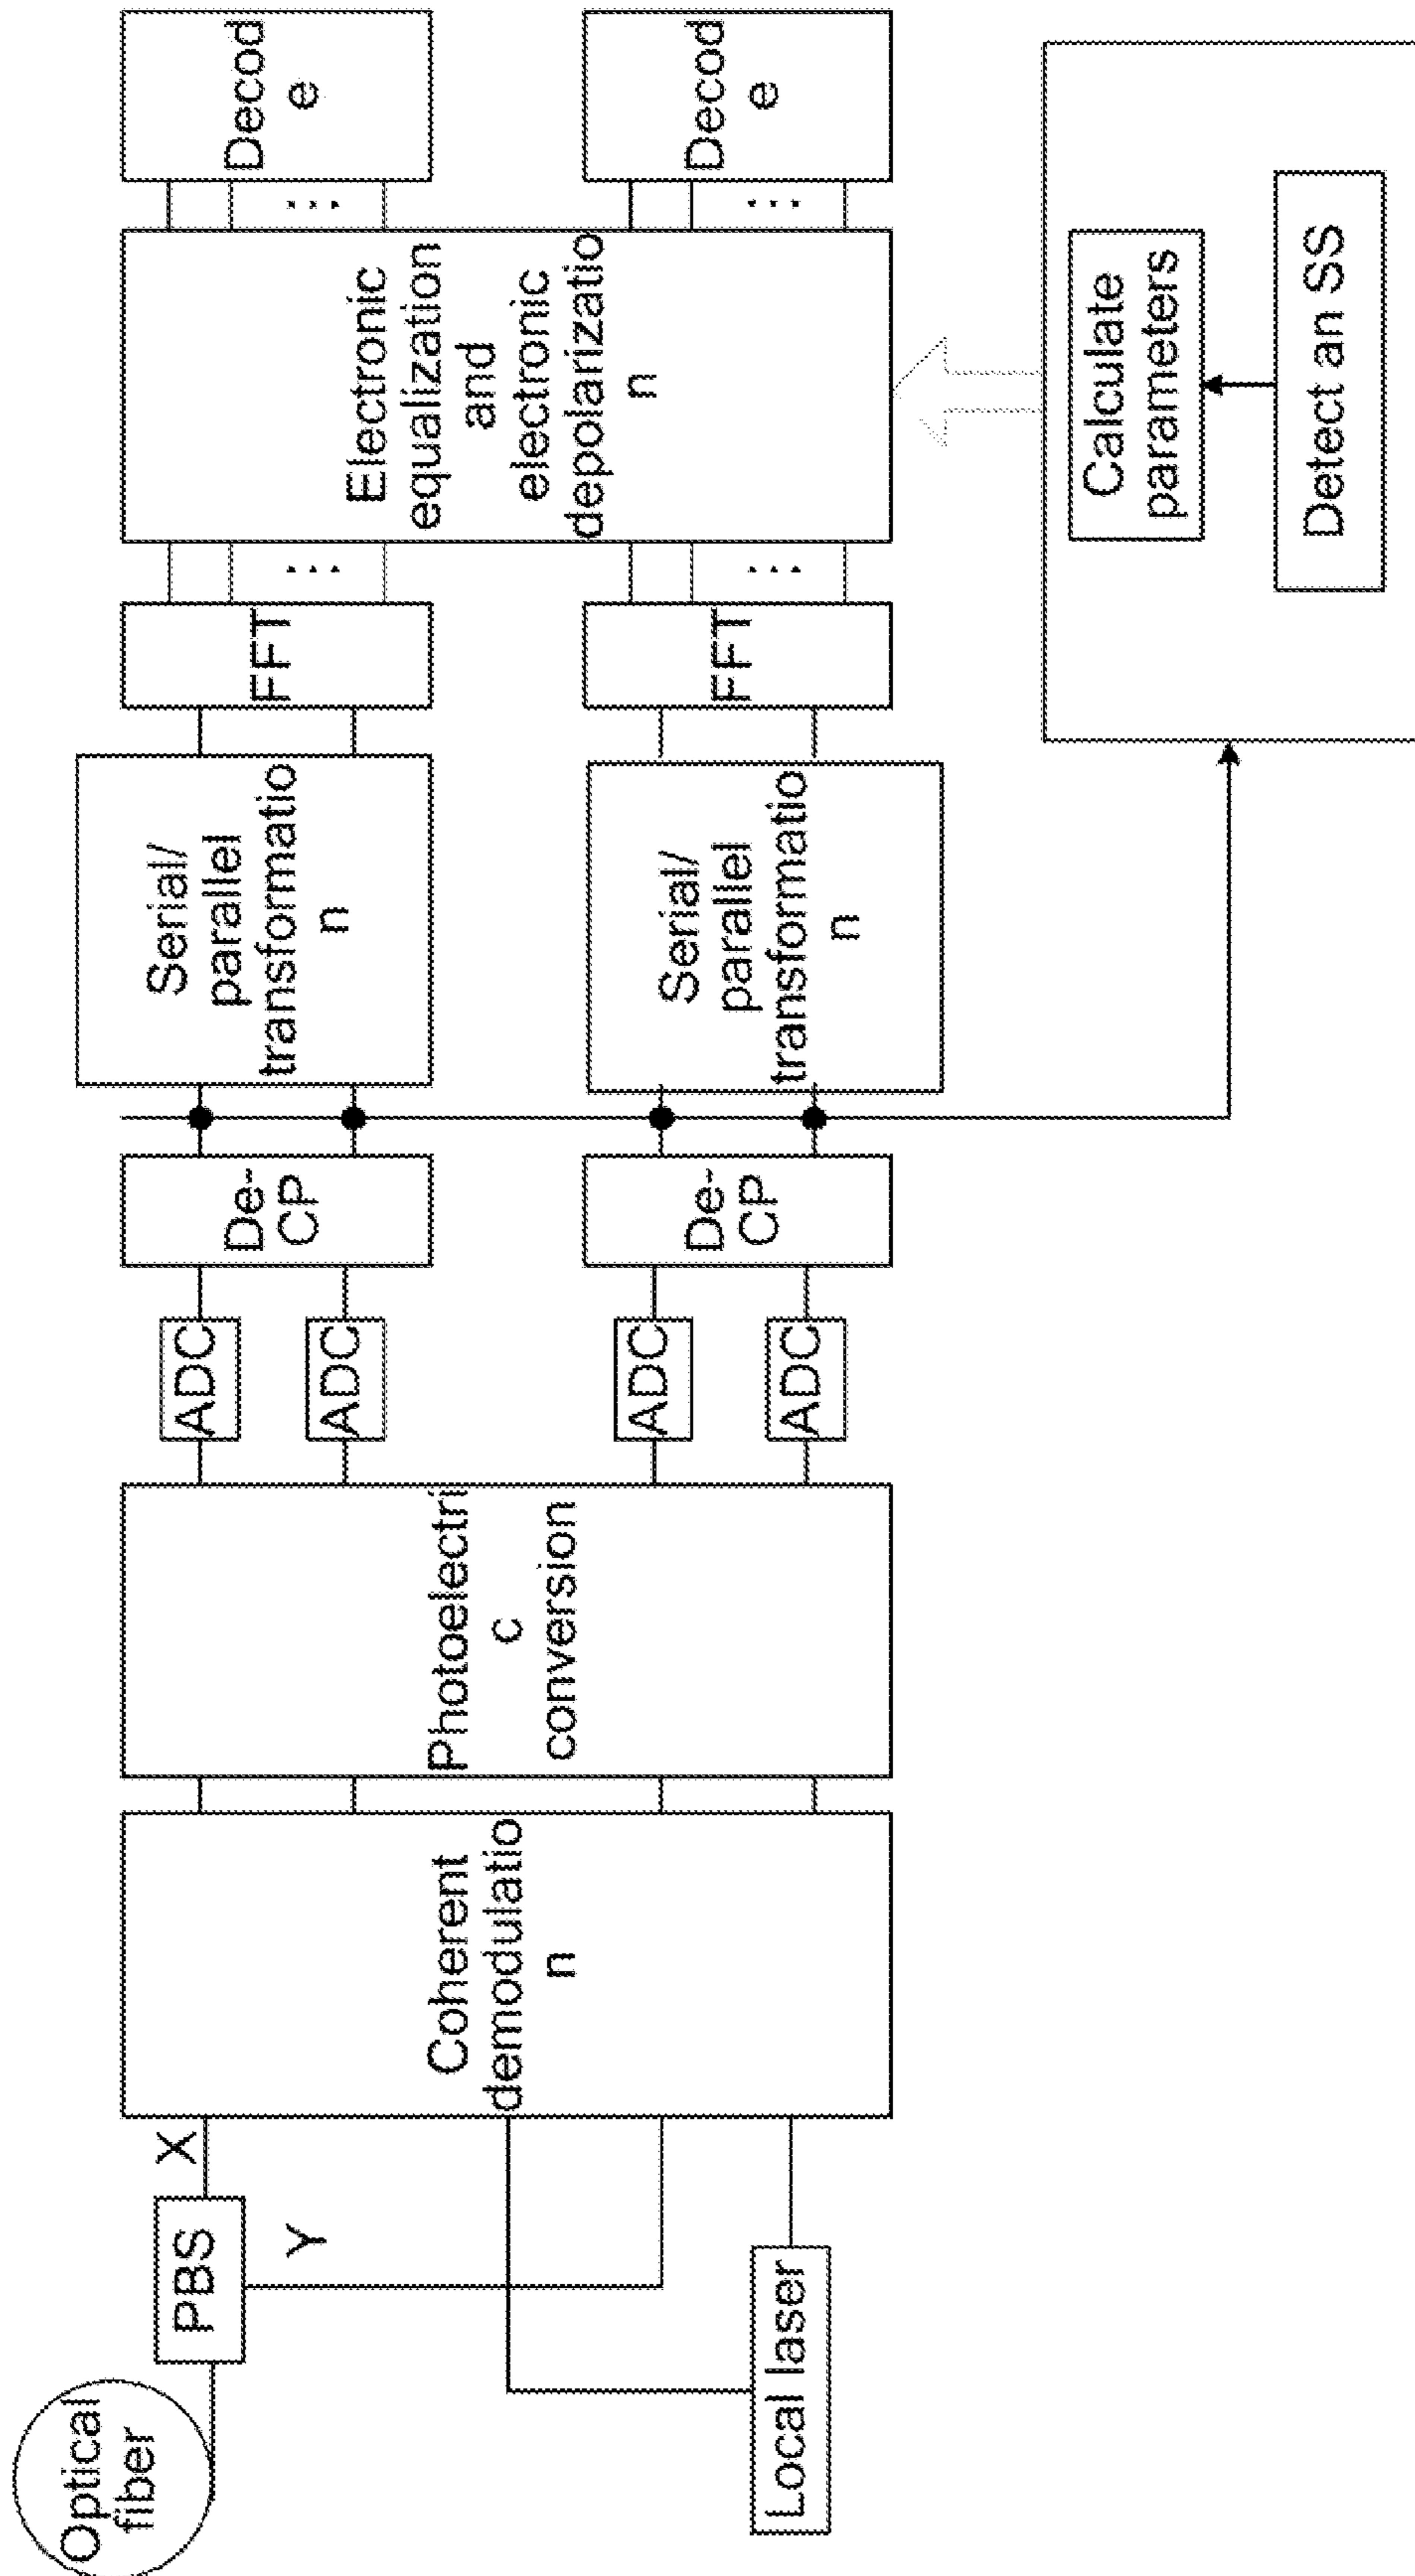 Optical
fiber
PBS
X
Y
Local laser
Coherent
demodulatio
n
Photoelectri
c
conversion
ADC
ADC
ADC
ADC
De-
CP
De-
CP
Serial/
parallel
transformatio
n
Serial/
parallel
transformatio
n
FFT
FFT
Electronic
equalization
and
electronic
depolarizatio
n
Decod
e
Decod
e
Calculate
parameters
Detect an SS